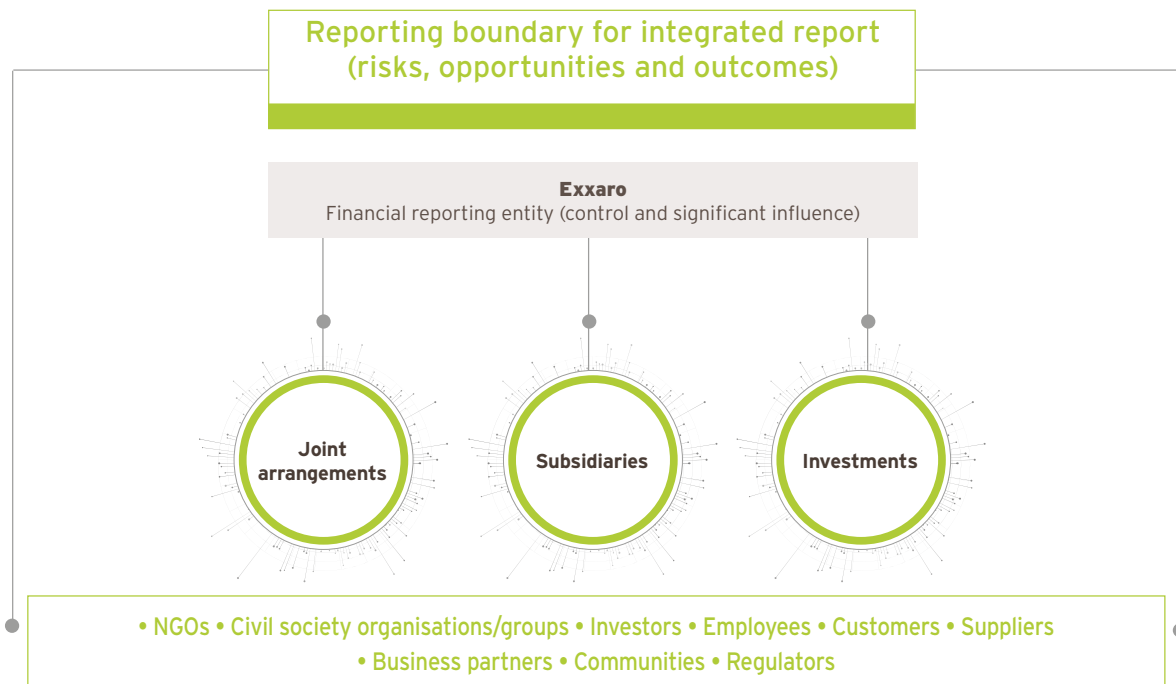 Reporting boundary for integrated report
(risks, opportunities and outcomes)
Exxaro
Financial reporting entity (control and significant influence)
Joint
arrangements
Subsidiaries
Investments
• NGOs • Civil society organisations/groups • Investors • Employees • Customers • Suppliers
• Business partners • Communities • Regulators